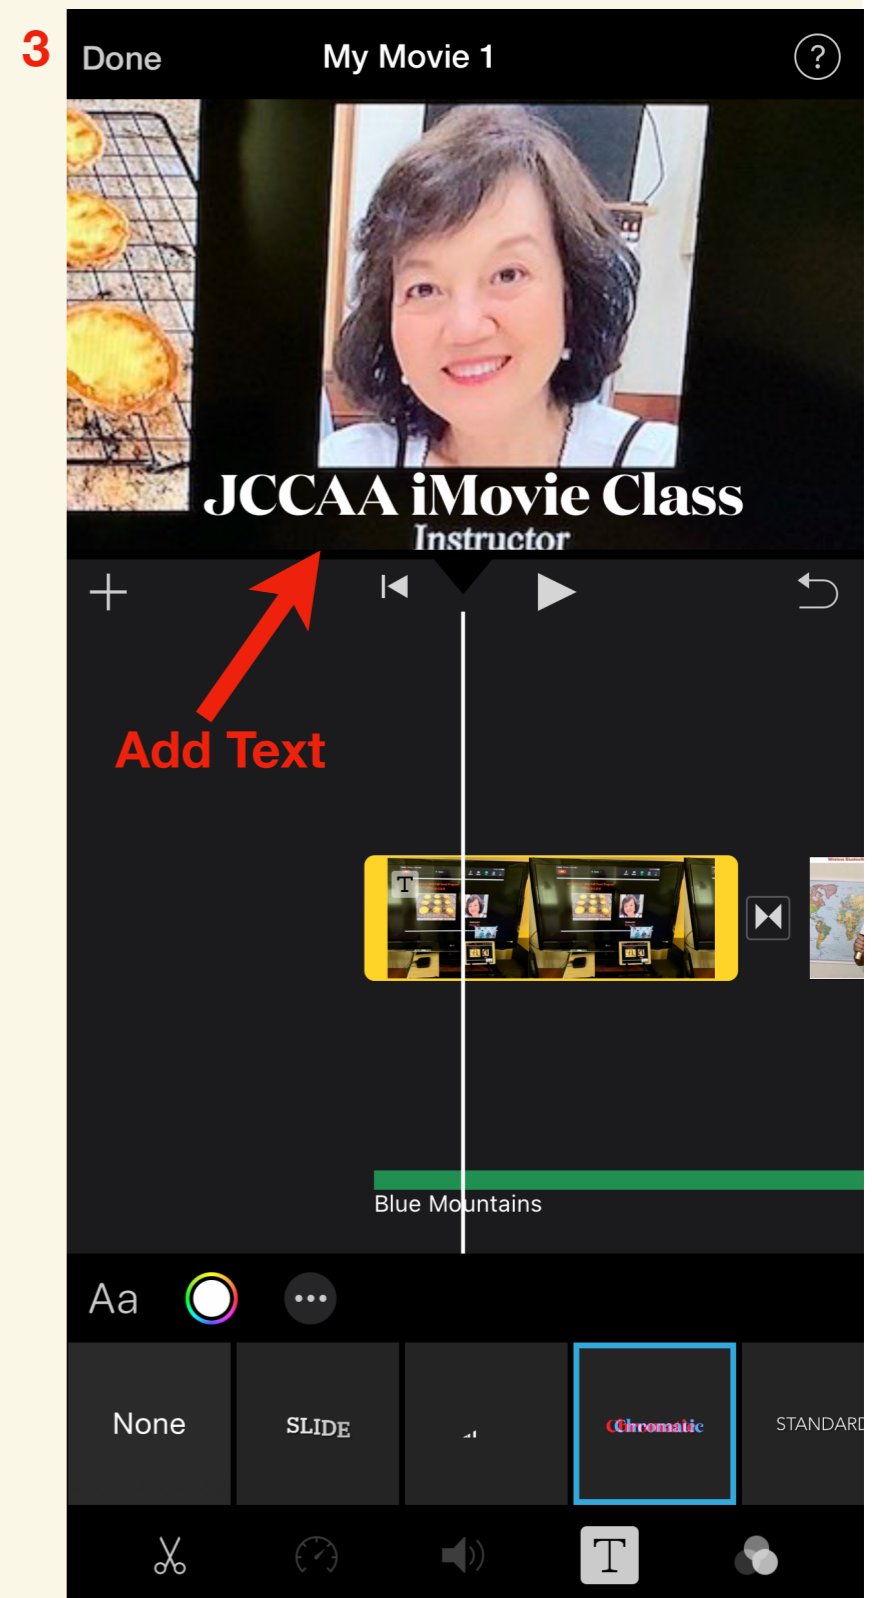 3
Done
My Movie 1
?
JCCAA iMovie Class
Instructor
Add Text
T
Blue Mountains
Aa
None
SLIDE
Chromatic
STANDARD
T